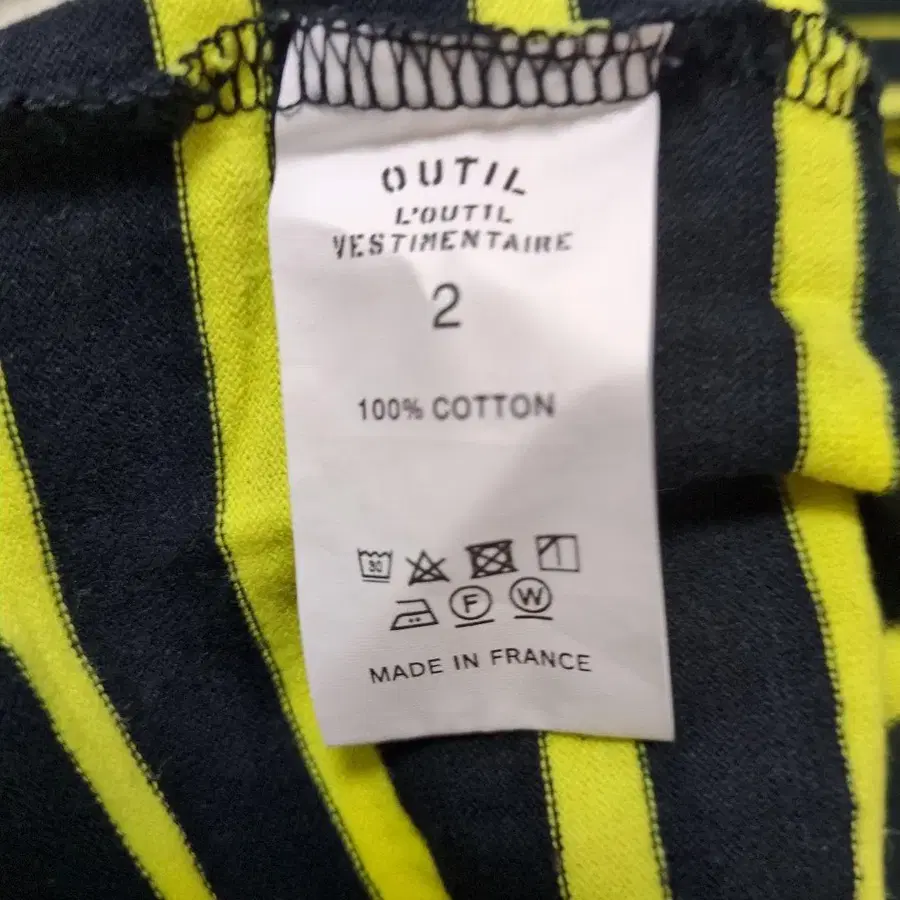 OUTIL
L'OUTIL
VESTIMENTAIRE
2
100% COTTON
30
F W
MADE IN FRANCE